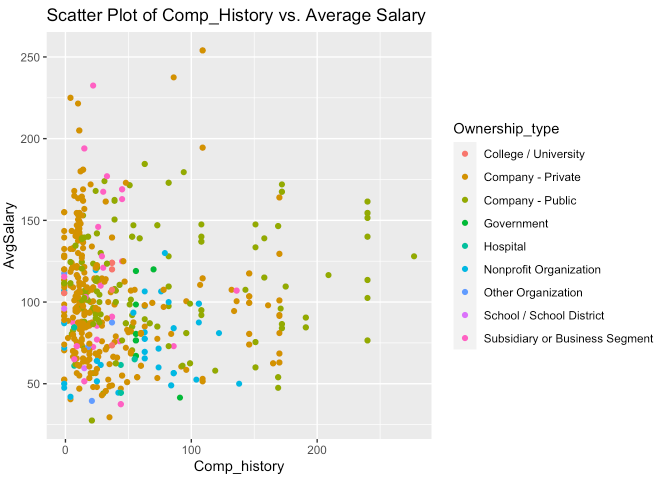 Scatter Plot of Comp_History vs. Average Salary
AvgSalary
250
200
150
100
50
0
100
200
Comp_history
Ownership_type
College / University
Company - Private
Company - Public
Government
Hospital
Nonprofit Organization
Other Organization
School / School District
Subsidiary or Business Segment